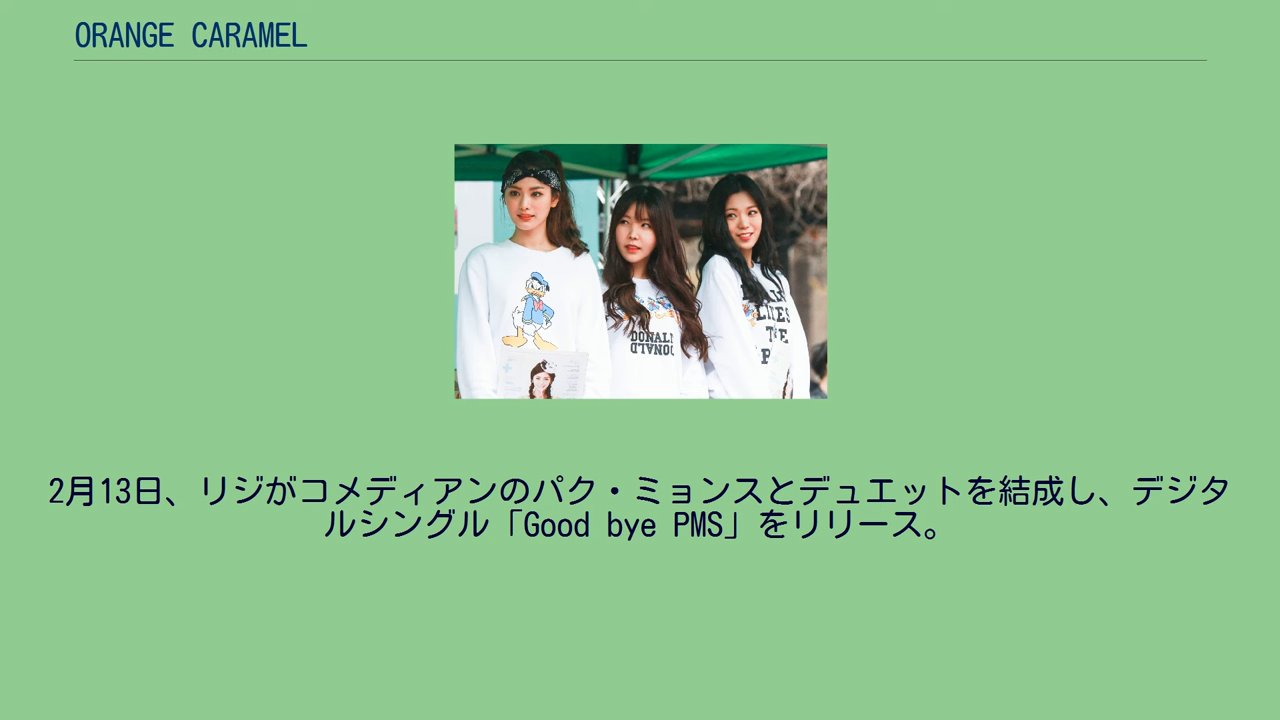 ORANGE CARAMEL
DONALD
DONALD
2月13日、リジがコメディアンのパク・ミョンスとデュエットを結成し、デジタ
ルシングル「Good bye PMS」をリリース。